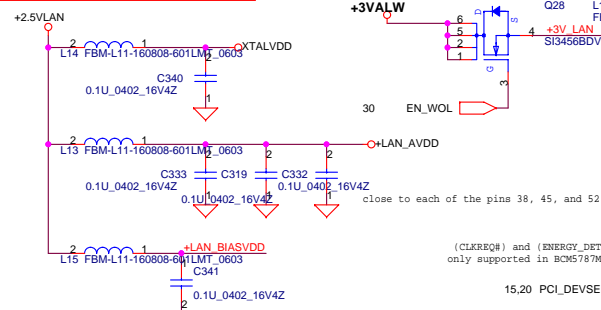 +2.5VLAN
2 1
XTALVDD
L14 FBM-L11-160808-601LMT_0603
2
C340
0.1U_0402_16V4Z
1
2 1
+LAN_AVDD
L13 FBM-L11-160808-601LMT_0603
2 2 2
C333 C319 C332
0.1U_0402_16V4Z 0.1U_0402_16V4Z
0.1U_0402_16V4Z
1 1 1
2 1
+LAN_BIASVDD
L15 FBM-L11-160808-601LMT_0603
1
C341
0.1U_0402_16V4Z
2
+3VALW
Q28
6
5
2
1
D
S
G
4
+3V_LAN
SI3456BDV
3
30 EN_WOL
close to each of the pins 38, 45, and 52
(CLKREQ#) and (ENERGY_DET
only supported in BCM5787M
15,20 PCI_DEVSE